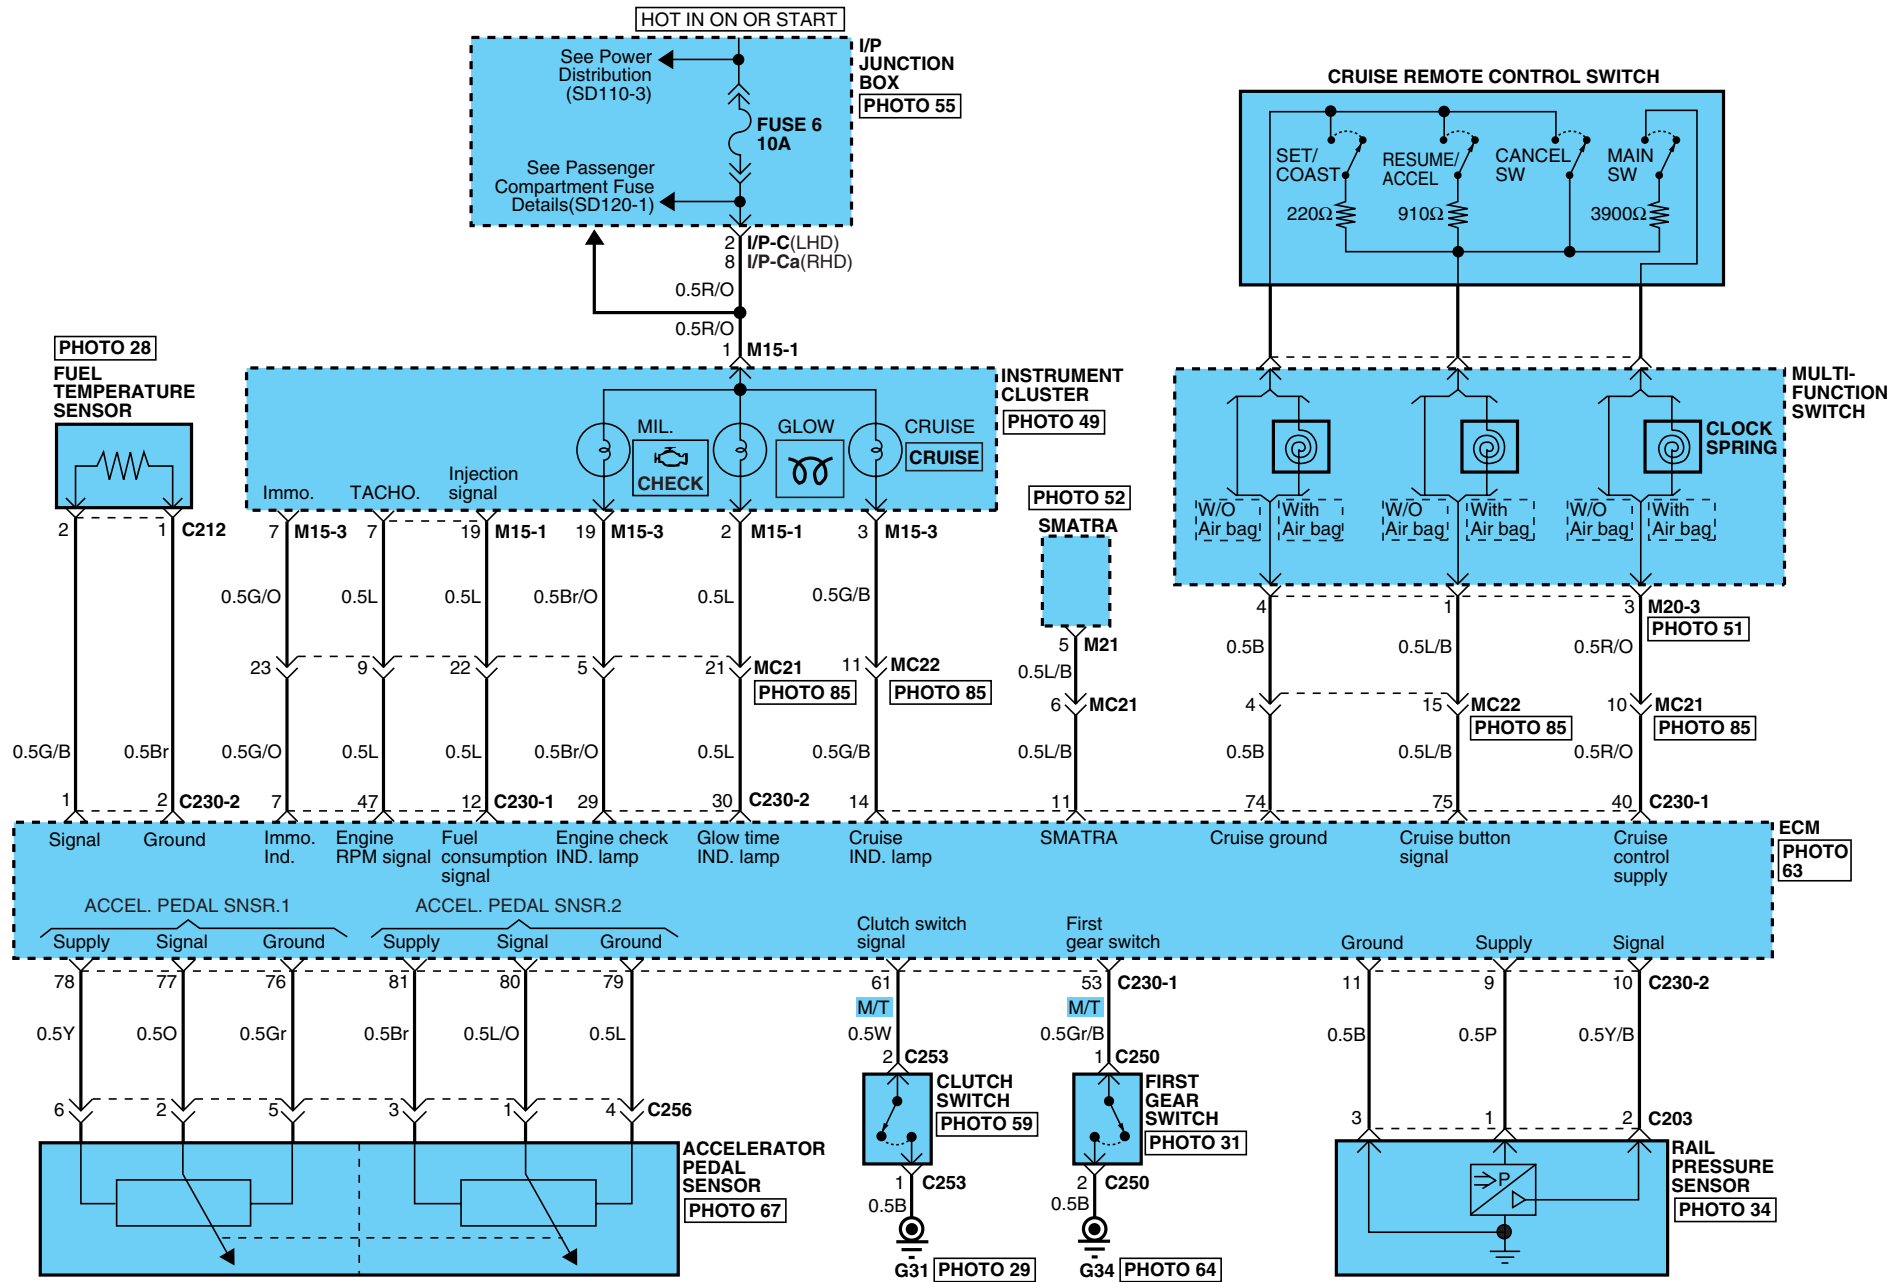 HOT IN ON OR START
See Power
Distribution
(SD110-3)
FUSE 6
10A
See Passenger
Compartment Fuse
Details(SD120-1)
I/P
JUNCTION
BOX
PHOTO 55
2 I/P-C(LHD)
8 I/P-Ca(RHD)
0.5R/O
0.5R/O
1 M15-1
CRUISE REMOTE CONTROL SWITCH
SET/
COAST
RESUME/
ACCEL
CANCEL
SW
MAIN
SW
220Ω 910Ω 3900Ω
PHOTO 28
FUEL
TEMPERATURE
SENSOR
INSTRUMENT
CLUSTER
PHOTO 49
MIL.
CHECK
GLOW
CRUISE
CRUISE
Immo. TACHO.
Injection
signal
MULTI-
FUNCTION
SWITCH
CLOCK
SPRING
W/O
Air bag
With
Air bag
W/O
Air bag
With
Air bag
W/O
Air bag
With
Air bag
PHOTO 52
SMATRA
2 1 C212 7 M15-3 7 19 M15-1 19 M15-3 2 M15-1 3 M15-3
0.5G/O 0.5L 0.5L 0.5Br/O 0.5L 0.5G/B
4 1 3 M20-3
PHOTO 51
5 M21
0.5L/B
0.5B 0.5L/B 0.5R/O
23 9 22 5 21 MC21 11 MC22
PHOTO 85 PHOTO 85
6 MC21 4 15 MC22 10 MC21
PHOTO 85 PHOTO 85
0.5G/B 0.5Br 0.5G/O 0.5L 0.5L 0.5Br/O 0.5L 0.5G/B 0.5L/B 0.5B 0.5L/B 0.5R/O
1 2 C230-2 7 47 12 C230-1 29 30 C230-2 14 11 74 75 40 C230-1
ECM
PHOTO
63
Signal
Ground
Immo.
Ind.
Engine
RPM signal
Fuel
consumption
signal
Engine check
IND. lamp
Glow time
IND. lamp
Cruise
IND. lamp
SMATRA
Cruise ground
Cruise button
signal
Cruise
control
supply
ACCEL. PEDAL SNSR.1 ACCEL. PEDAL SNSR.2
Supply Signal Ground Supply Signal Ground
Clutch switch
signal
First
gear switch
Ground Supply Signal
78 77 76 81 80 79 61 53 C230-1 11 9 10 C230-2
M/T M/T
0.5Y 0.5O 0.5Gr 0.5Br 0.5L/O 0.5L 0.5W 0.5Gr/B 0.5B 0.5P 0.5Y/B
2 C253 1 C250
6 2 5 3 1 4 C256
3 1 2 C203
CLUTCH
SWITCH
PHOTO 59
FIRST
GEAR
SWITCH
PHOTO 31
ACCELERATOR
PEDAL
SENSOR
PHOTO 67
RAIL
PRESSURE
SENSOR
PHOTO 34
P
1 C253 2 C250
0.5B 0.5B
G31 PHOTO 29 G34 PHOTO 64